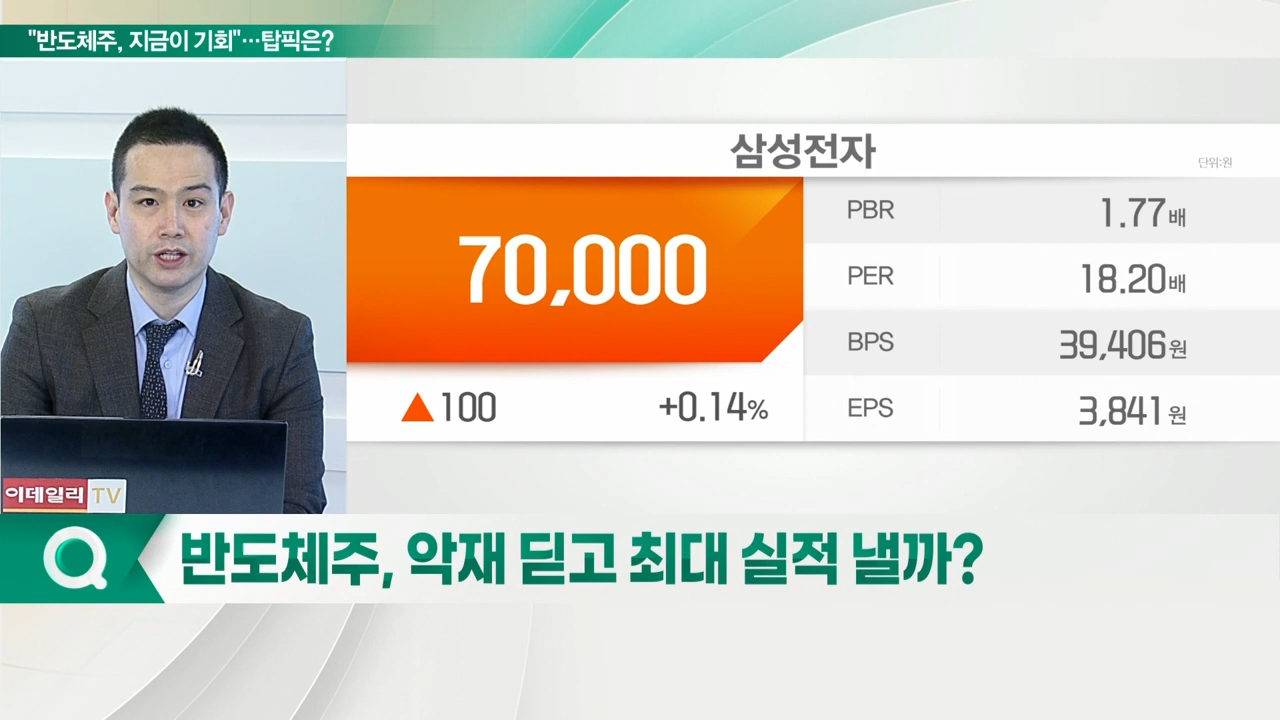 "반도체주, 지금이 기회"…탑픽은?
삼성전자
단위:원
70,000
▲100 +0.14%
PBR 1.77배
PER 18.20배
BPS 39,406원
EPS 3,841원
이데일리 TV
Q 반도체주, 악재 딛고 최대 실적 낼까?